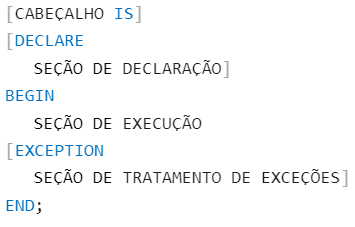 [CABEÇALHO IS]
[DECLARE
SEÇÃO DE DECLARAÇÃO]
BEGIN
SEÇÃO DE EXECUÇÃO
[EXCEPTION
SEÇÃO DE TRATAMENTO DE EXCEÇÕES]
END;